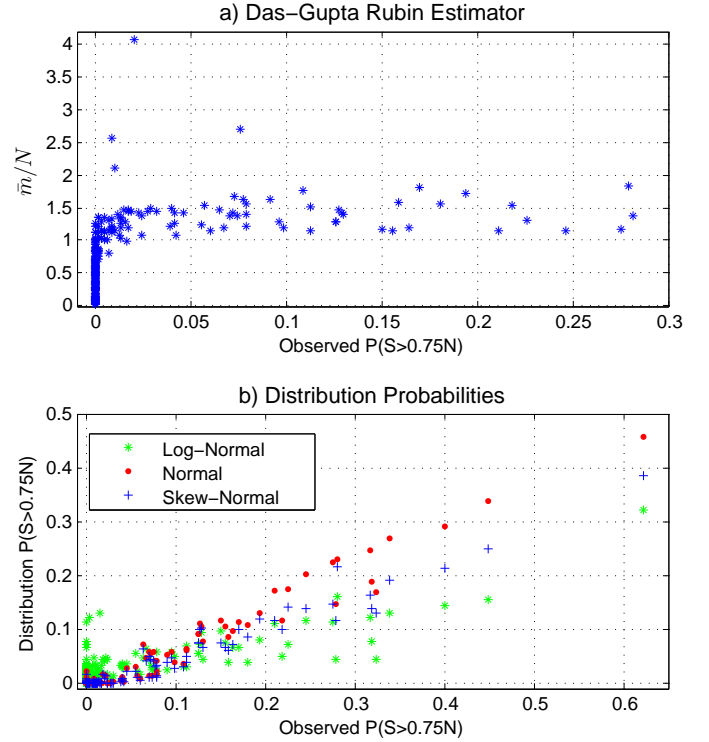 a) Das-Gupta Rubin Estimator
4
3.5
3
2.5
2
1.5
1
0.5
0
m̄/N
0 0.05 0.1 0.15 0.2 0.25 0.3
Observed P(S>0.75N)
b) Distribution Probabilities
0.5
0.4
0.3
0.2
0.1
0
Distribution P(S>0.75N)
Log-Normal
Normal
Skew-Normal
0 0.1 0.2 0.3 0.4 0.5 0.6
Observed P(S>0.75N)